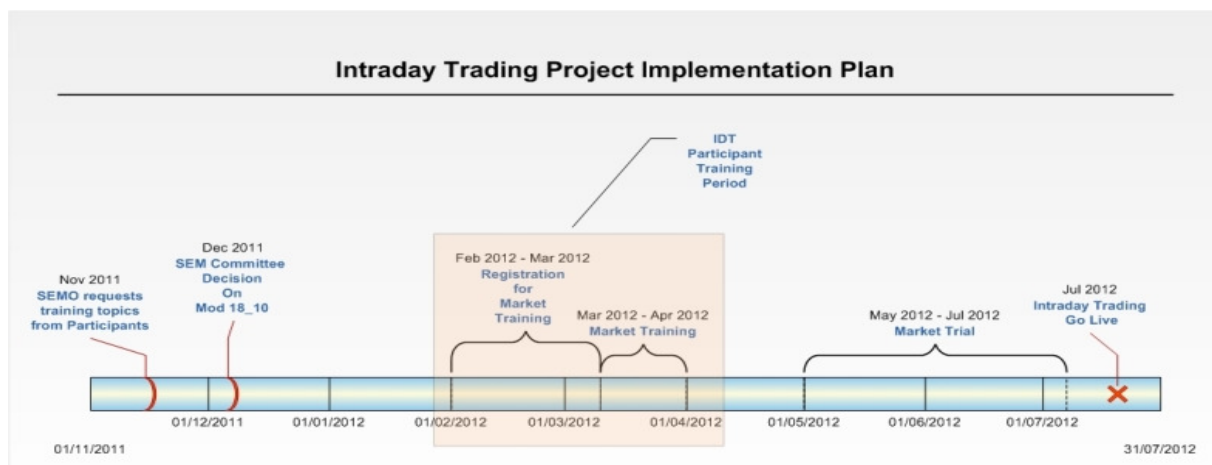 Intraday Trading Project Implementation Plan
IDT
Participant
Training
Period
Nov 2011
SEMO requests
training topics
from Participants
Dec 2011
SEM Committee
Decision
On
Mod 18_10
Feb 2012 - Mar 2012
Registration
for
Market
Training
Mar 2012 - Apr 2012
Market Training
May 2012 - Jul 2012
Market Trial
Jul 2012
Intraday Trading
Go Live
01/12/2011 01/01/2012 01/02/2012 01/03/2012 01/04/2012 01/05/2012 01/06/2012 01/07/2012
01/11/2011 31/07/2012